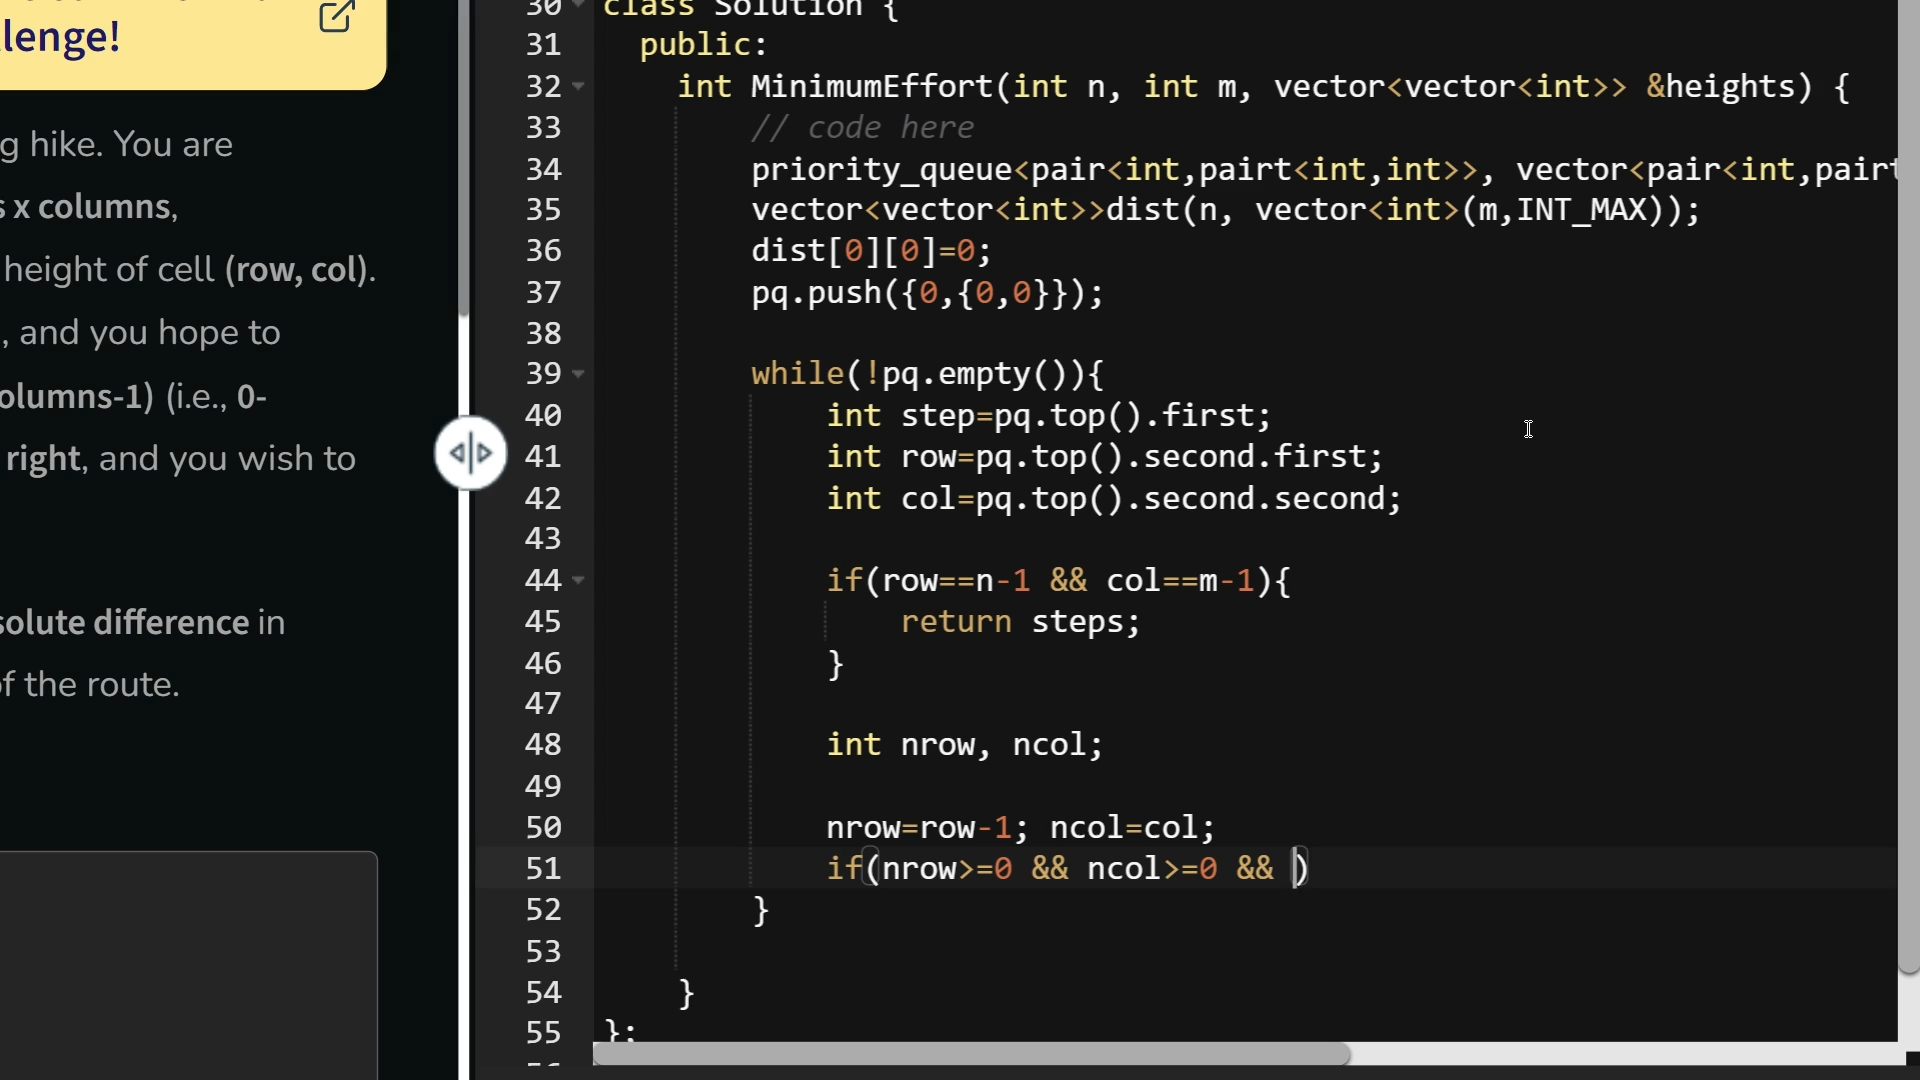 lenge!
g hike. You are
s x columns,
height of cell (row, col).
, and you hope to
olumns-1) (i.e., 0-
right, and you wish to
solute difference in
of the route.
30 class Solution {
31 public:
32 int MinimumEffort(int n, int m, vector<vector<int>> &heights) {
33 // code here
34 priority_queue<pair<int,pairt<int,int>>, vector<pair<int,pairt
35 vector<vector<int>>dist(n, vector<int>(m,INT_MAX));
36 dist[0][0]=0;
37 pq.push({0,{0,0}});
38
39 while(!pq.empty()){
40 int step=pq.top().first;
41 int row=pq.top().second.first;
42 int col=pq.top().second.second;
43
44 if(row==n-1 && col==m-1){
45 return steps;
46 }
47
48 int nrow, ncol;
49
50 nrow=row-1; ncol=col;
51 if(nrow>=0 && ncol>=0 && )
52 }
53
54 }
55 };